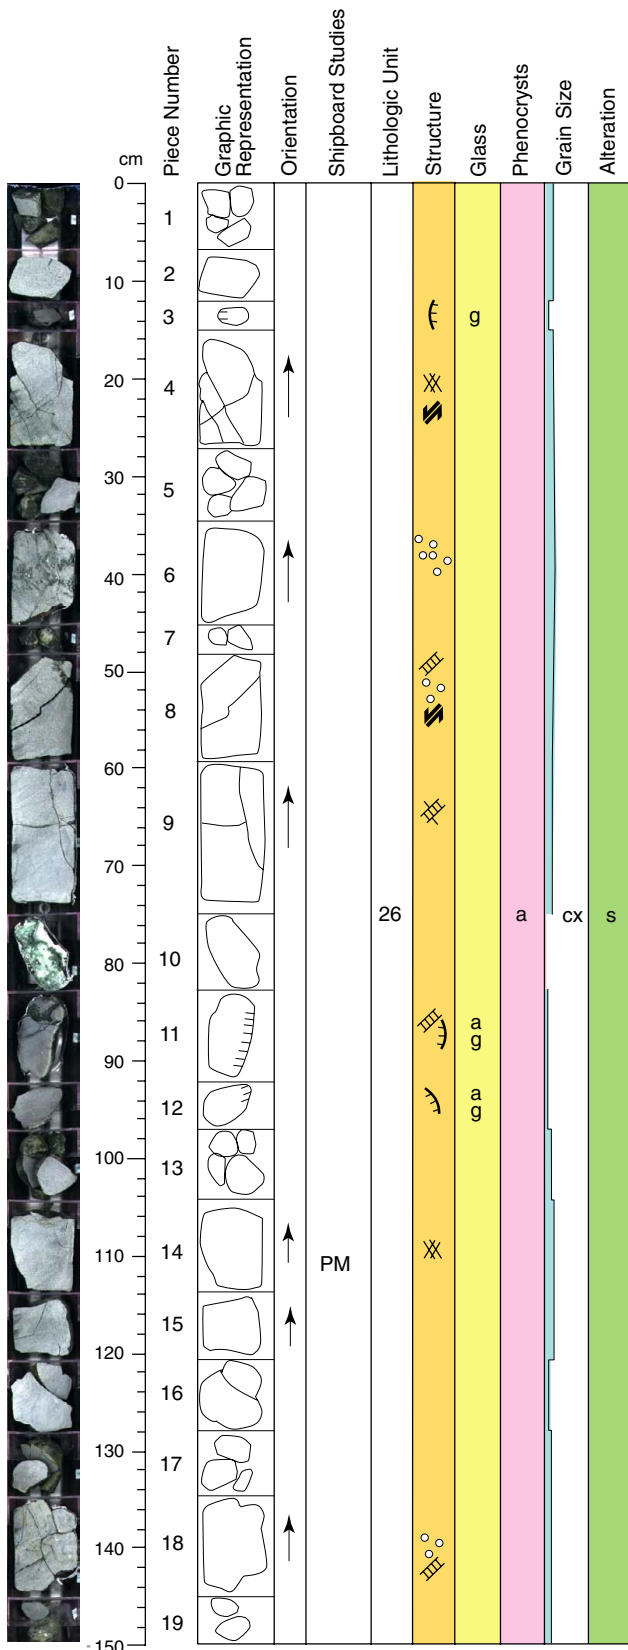 cm
Piece Number
Graphic
Representation
Orientation
Shipboard Studies
Lithologic Unit
Structure
Glass
Phenocrysts
Grain Size
Alteration
0
1
10
2
3
g
20
4
30
5
40
6
7
50
8
60
9
70
26
a
cx
s
80
10
11
a
g
90
12
a
g
100
13
110
14
PM
15
120
16
130
17
140
18
19
150